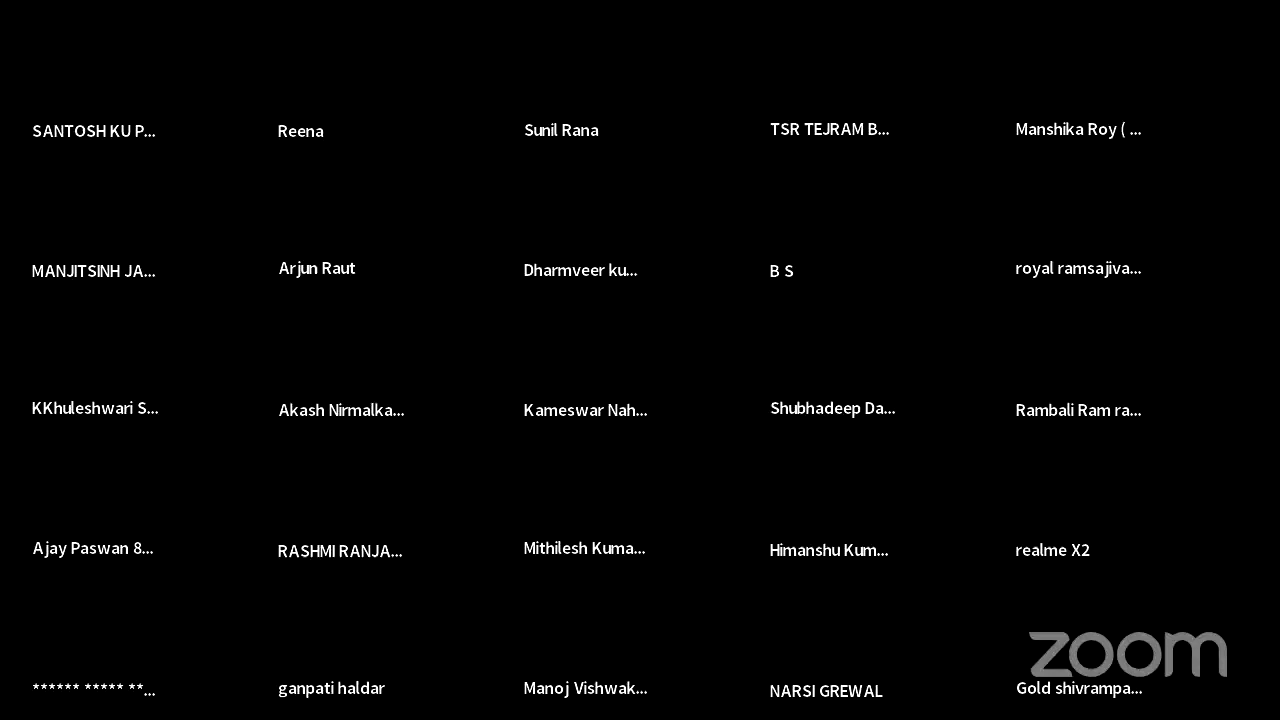 SANTOSH KU P... Reena Sunil Rana TSR TEJRAM B... Manshika Roy ( ...
MANJITSINH JA... Arjun Raut Dharmveer ku... B S royal ramsajiva...
KKhuleshwari S... Akash Nirmalka... Kameswar Nah... Shubhadeep Da... Rambali Ram ra...
Ajay Paswan 8... RASHMI RANJA... Mithilesh Kuma... Himanshu Kum... realme X2
zoom
****** ***** **... ganpati haldar Manoj Vishwak... NARSI GREWAL Gold shivrampa...